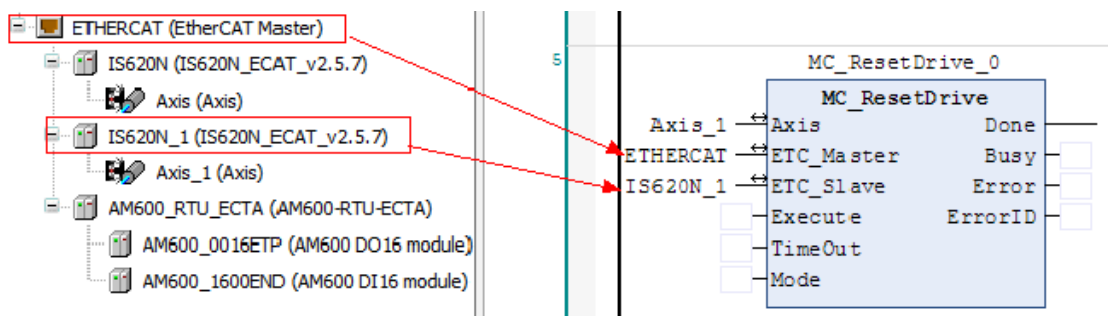 ETHERCAT (EtherCAT Master)
IS620N (IS620N_ECAT_v2.5.7)
Axis (Axis)
IS620N_1 (IS620N_ECAT_v2.5.7)
Axis_1 (Axis)
AM600_RTU_ECTA (AM600-RTU-ECTA)
AM600_0016ETP (AM600 DO16 module)
AM600_1600END (AM600 DI16 module)
5
MC_ResetDrive_0
MC_ResetDrive
Axis_1 Axis Done
ETHERCAT ETC_Master Busy
IS620N_1 ETC_Slave Error
Execute ErrorID
TimeOut
Mode